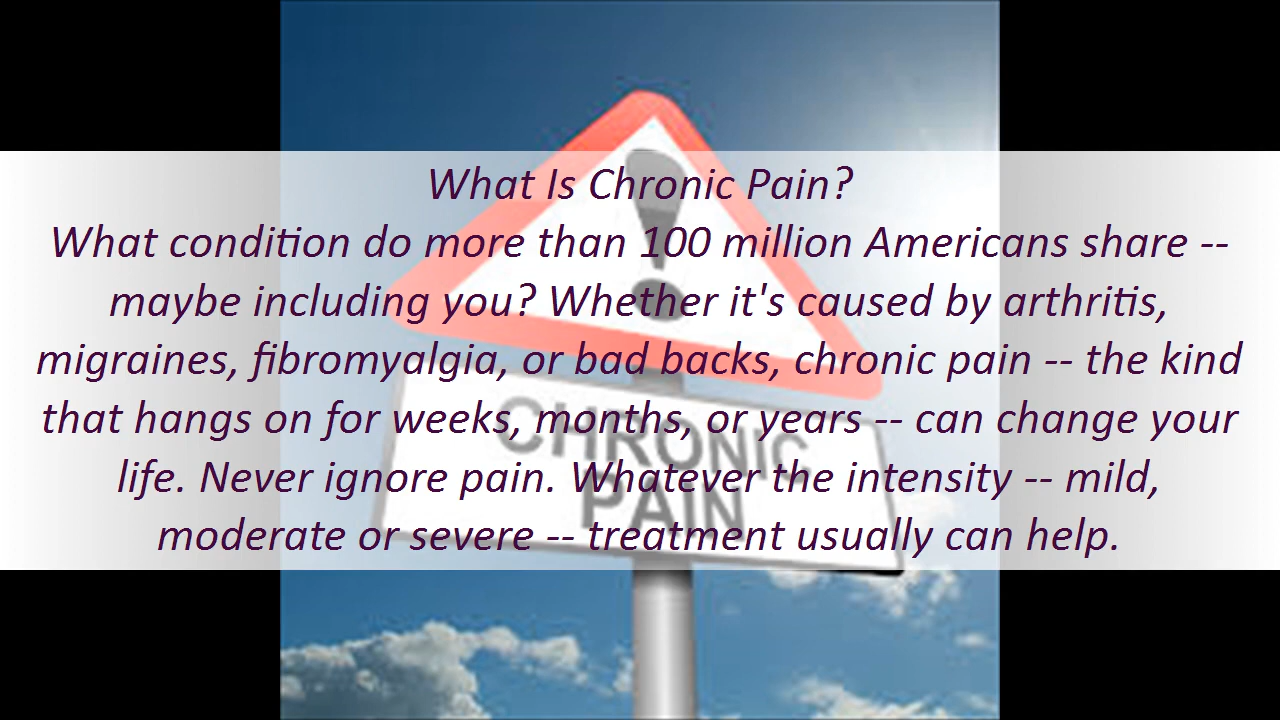 What Is Chronic Pain?
What condition do more than 100 million Americans share --
maybe including you? Whether it's caused by arthritis,
migraines, fibromyalgia, or bad backs, chronic pain -- the kind
that hangs on for weeks, months, or years -- can change your
life. Never ignore pain. Whatever the intensity -- mild,
moderate or severe -- treatment usually can help.
CHRONIC
PAIN